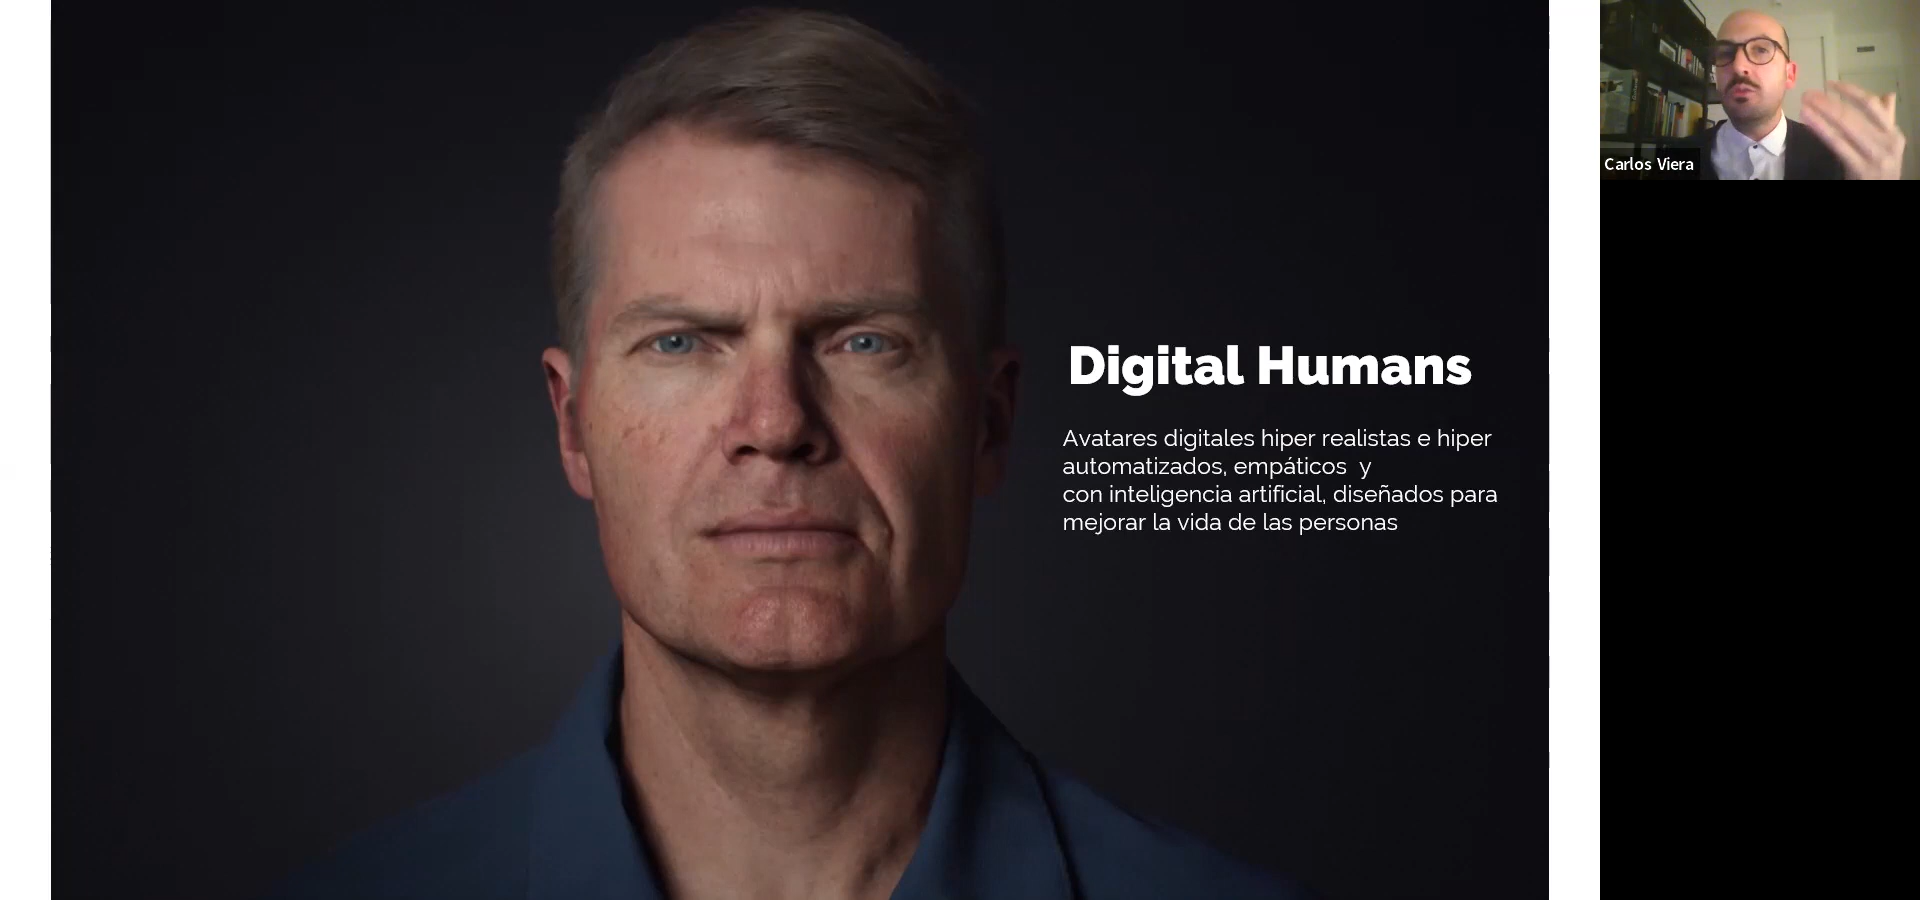 Digital Humans
Avatares digitales hiper realistas e hiper
automatizados, empáticos  y
con inteligencia artificial, diseñados para
mejorar la vida de las personas
Carlos Viera